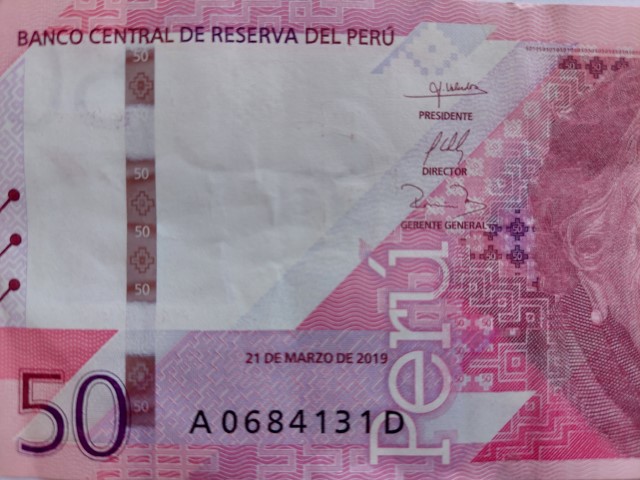 BANCO CENTRAL DE RESERVA DEL PERÚ
PRESIDENTE
DIRECTOR
GERENTE GENERAL
Perú
21 DE MARZO DE 2019
A0684131D
50
50
50
50
50
50